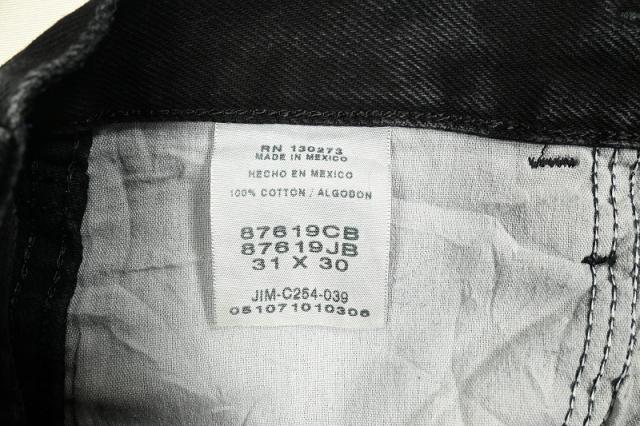 RN 130273
MADE IN MEXICO
HECHO EN MEXICO
100% COTTON / ALGODON
87619CB
87619JB
31 X 30
JIM-C254-039
051071010306